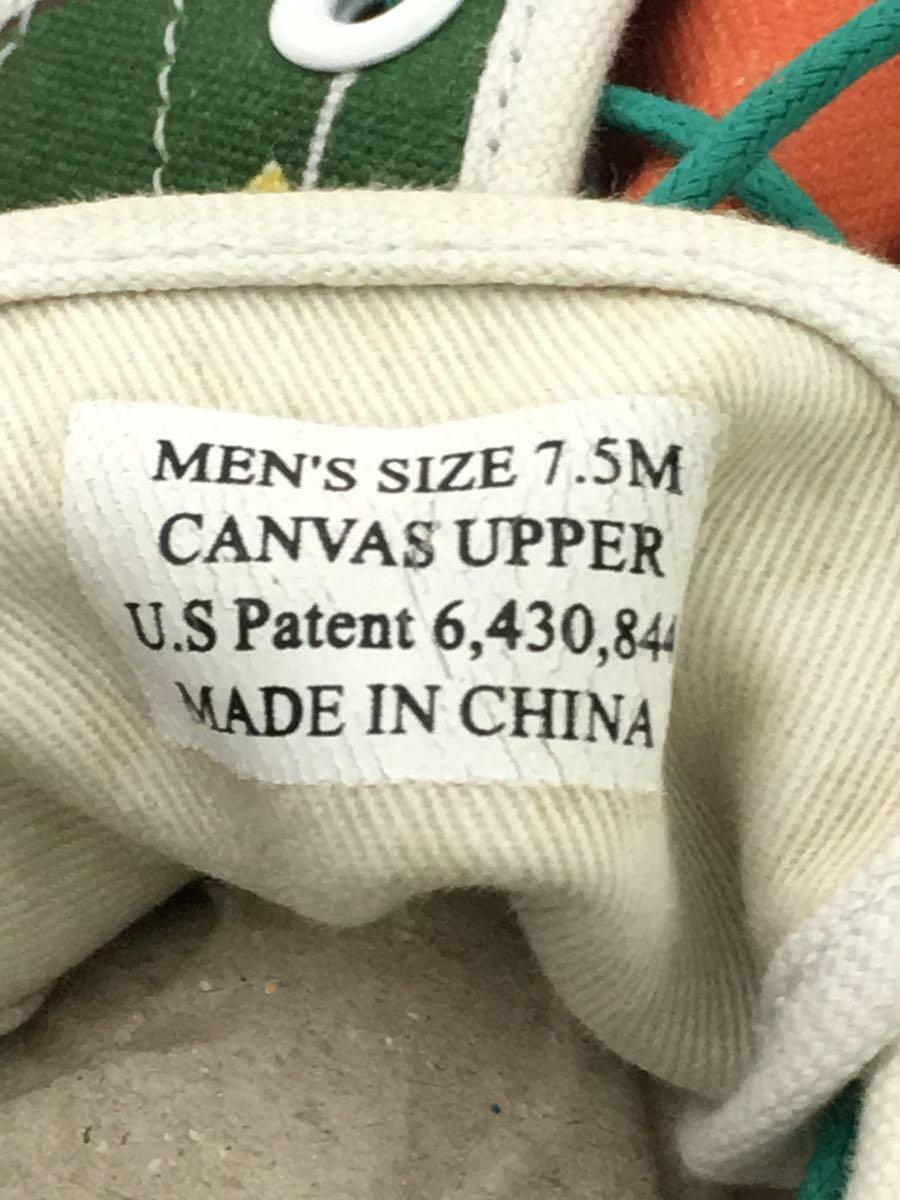 MEN'S SIZE 7.5M
CANVAS UPPER
U.S Patent 6,430,844
MADE IN CHINA